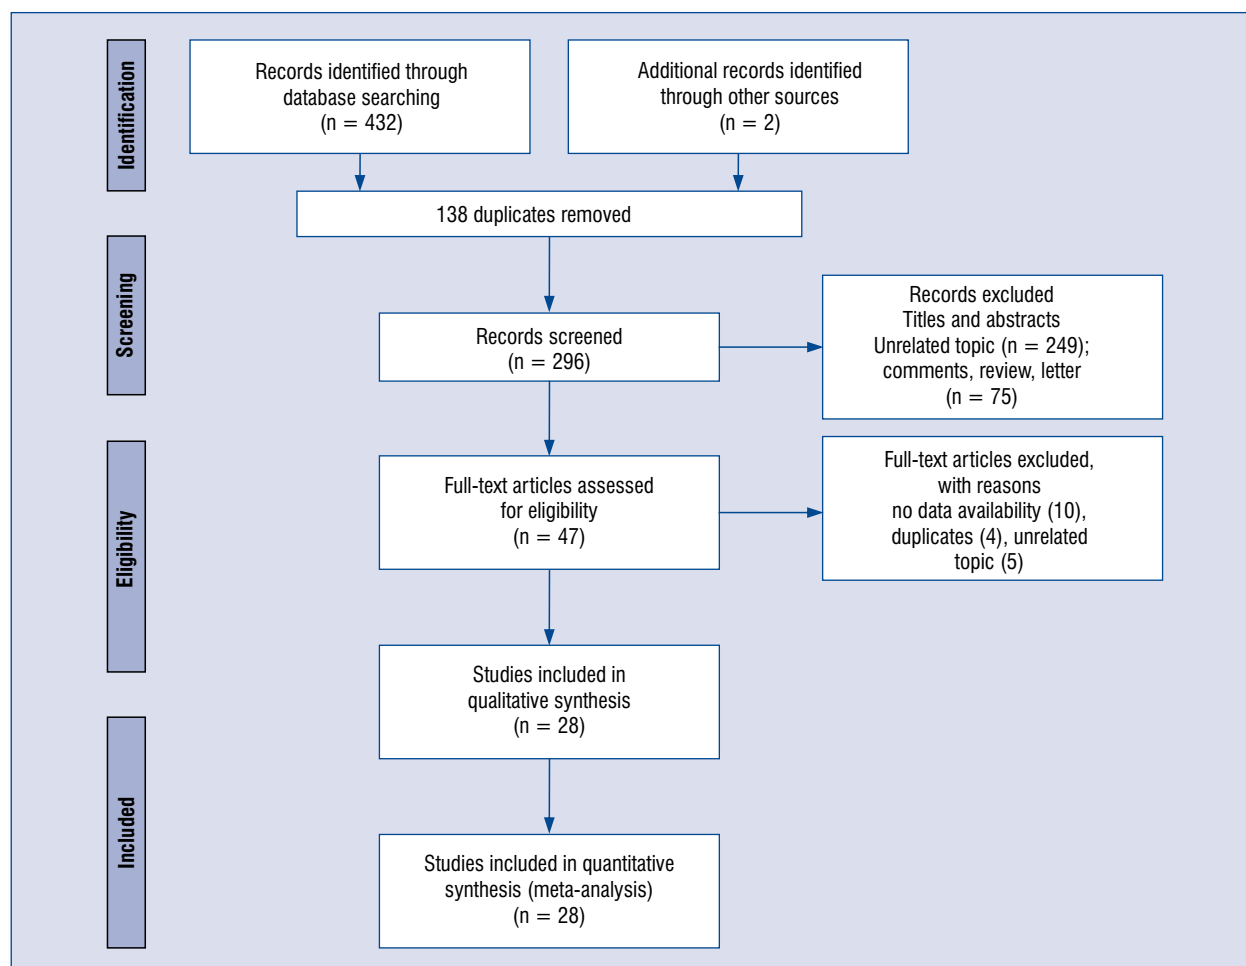 Identification
Records identified through
database searching
(n = 432)
Additional records identified
through other sources
(n = 2)
138 duplicates removed
Screening
Records screened
(n = 296)
Records excluded
Titles and abstracts
Unrelated topic (n = 249);
comments, review, letter
(n = 75)
Eligibility
Full-text articles assessed
for eligibility
(n = 47)
Full-text articles excluded,
with reasons
no data availability (10),
duplicates (4), unrelated
topic (5)
Studies included in
qualitative synthesis
(n = 28)
Included
Studies included in quantitative
synthesis (meta-analysis)
(n = 28)